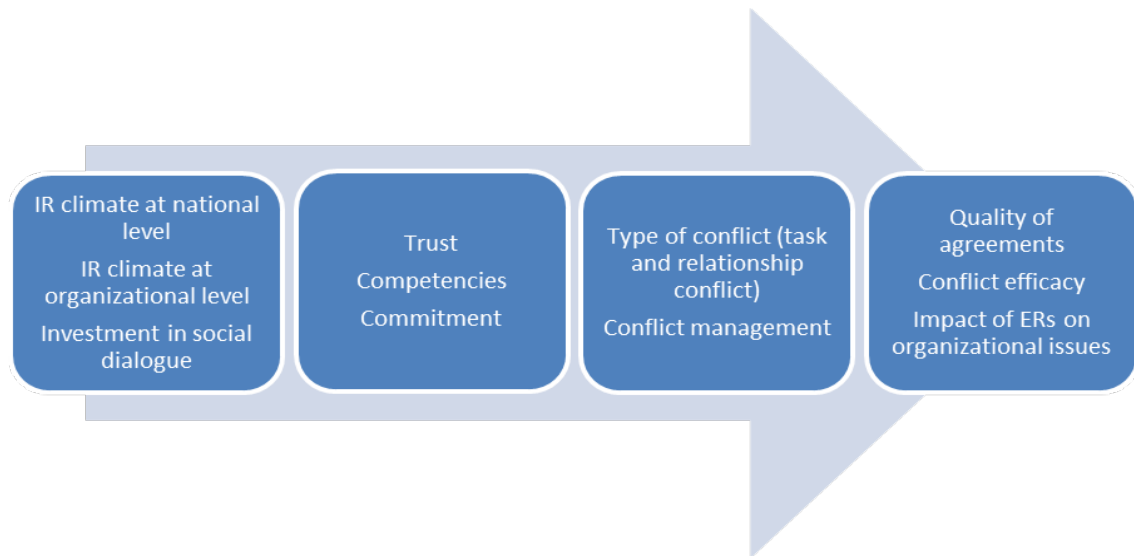 IR climate at national
level
IR climate at
organizational level
Investment in social
dialogue
Trust
Competencies
Commitment
Type of conflict (task
and relationship
conflict)
Conflict management
Quality of
agreements
Conflict efficacy
Impact of ERs on
organizational issues